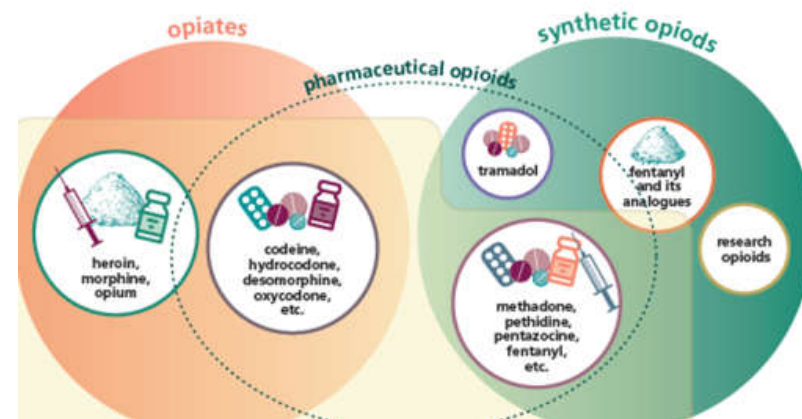 opiates
synthetic opiods
pharmaceutical opioids
tramadol
fentanyl
and its
analogues
research
opioids
heroin,
morphine,
opium
codeine,
hydrocodone,
desomorphine,
oxycodone,
etc.
methadone,
pethidine,
pentazocine,
fentanyl,
etc.